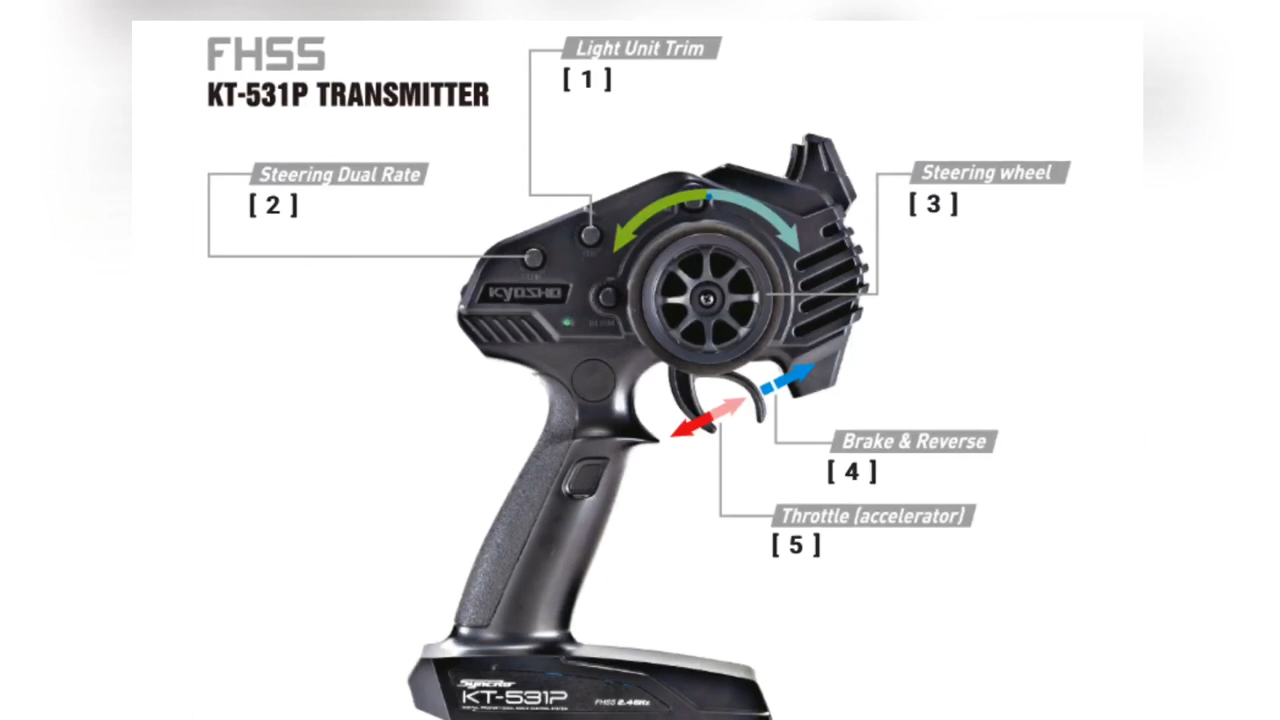 FHSS
KT-531P TRANSMITTER
Light Unit Trim
[ 1 ]
Steering Dual Rate
[ 2 ]
Steering wheel
[ 3 ]
KYOSHO
Brake & Reverse
[ 4 ]
Throttle (accelerator)
[ 5 ]
Syncro
KT-531P
FHSS 2.4GHz